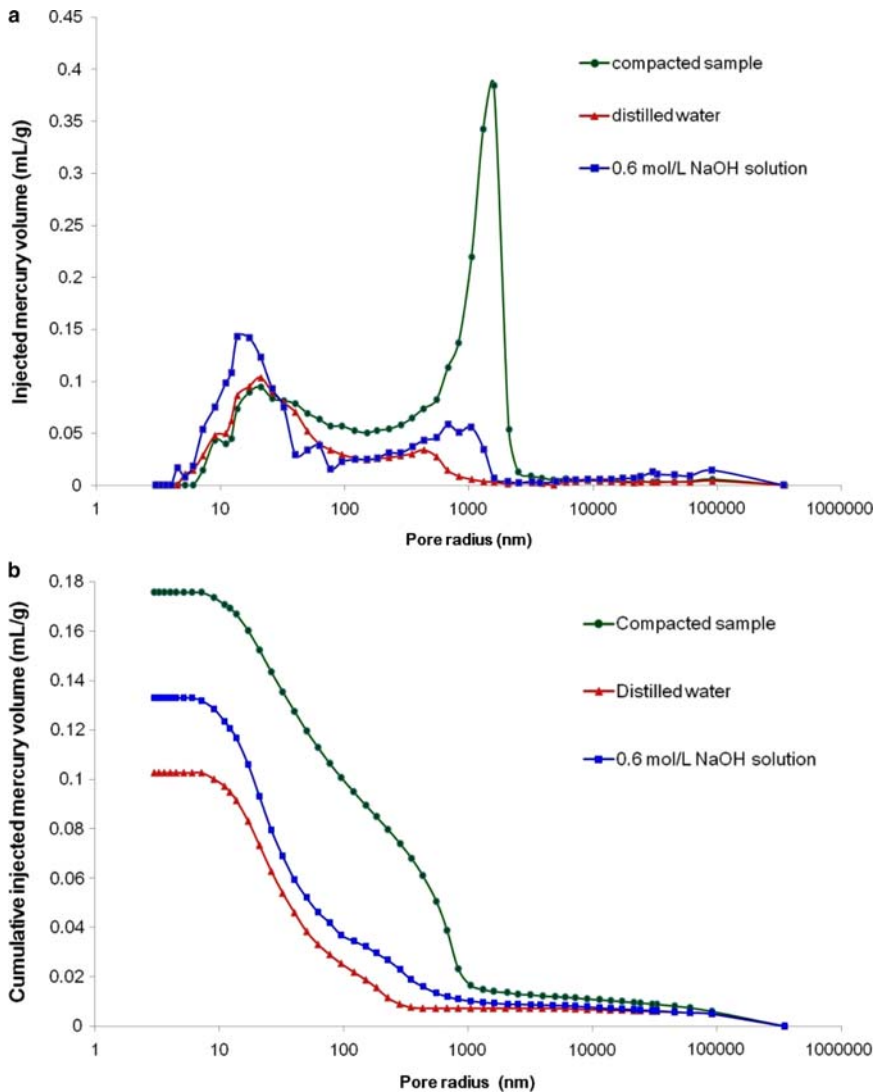 a
0.45
0.4
0.35
0.3
0.25
0.2
0.15
0.1
0.05
0
Injected mercury volume (mL/g)
compacted sample
distilled water
0.6 mol/L NaOH solution
1 10 100 1000 10000 100000 1000000
Pore radius (nm)
b
0.18
0.16
0.14
0.12
0.1
0.08
0.06
0.04
0.02
0
Cumulative injected mercury volume (mL/g)
Compacted sample
Distilled water
0.6 mol/L NaOH solution
1 10 100 1000 10000 100000 1000000
Pore radius (nm)